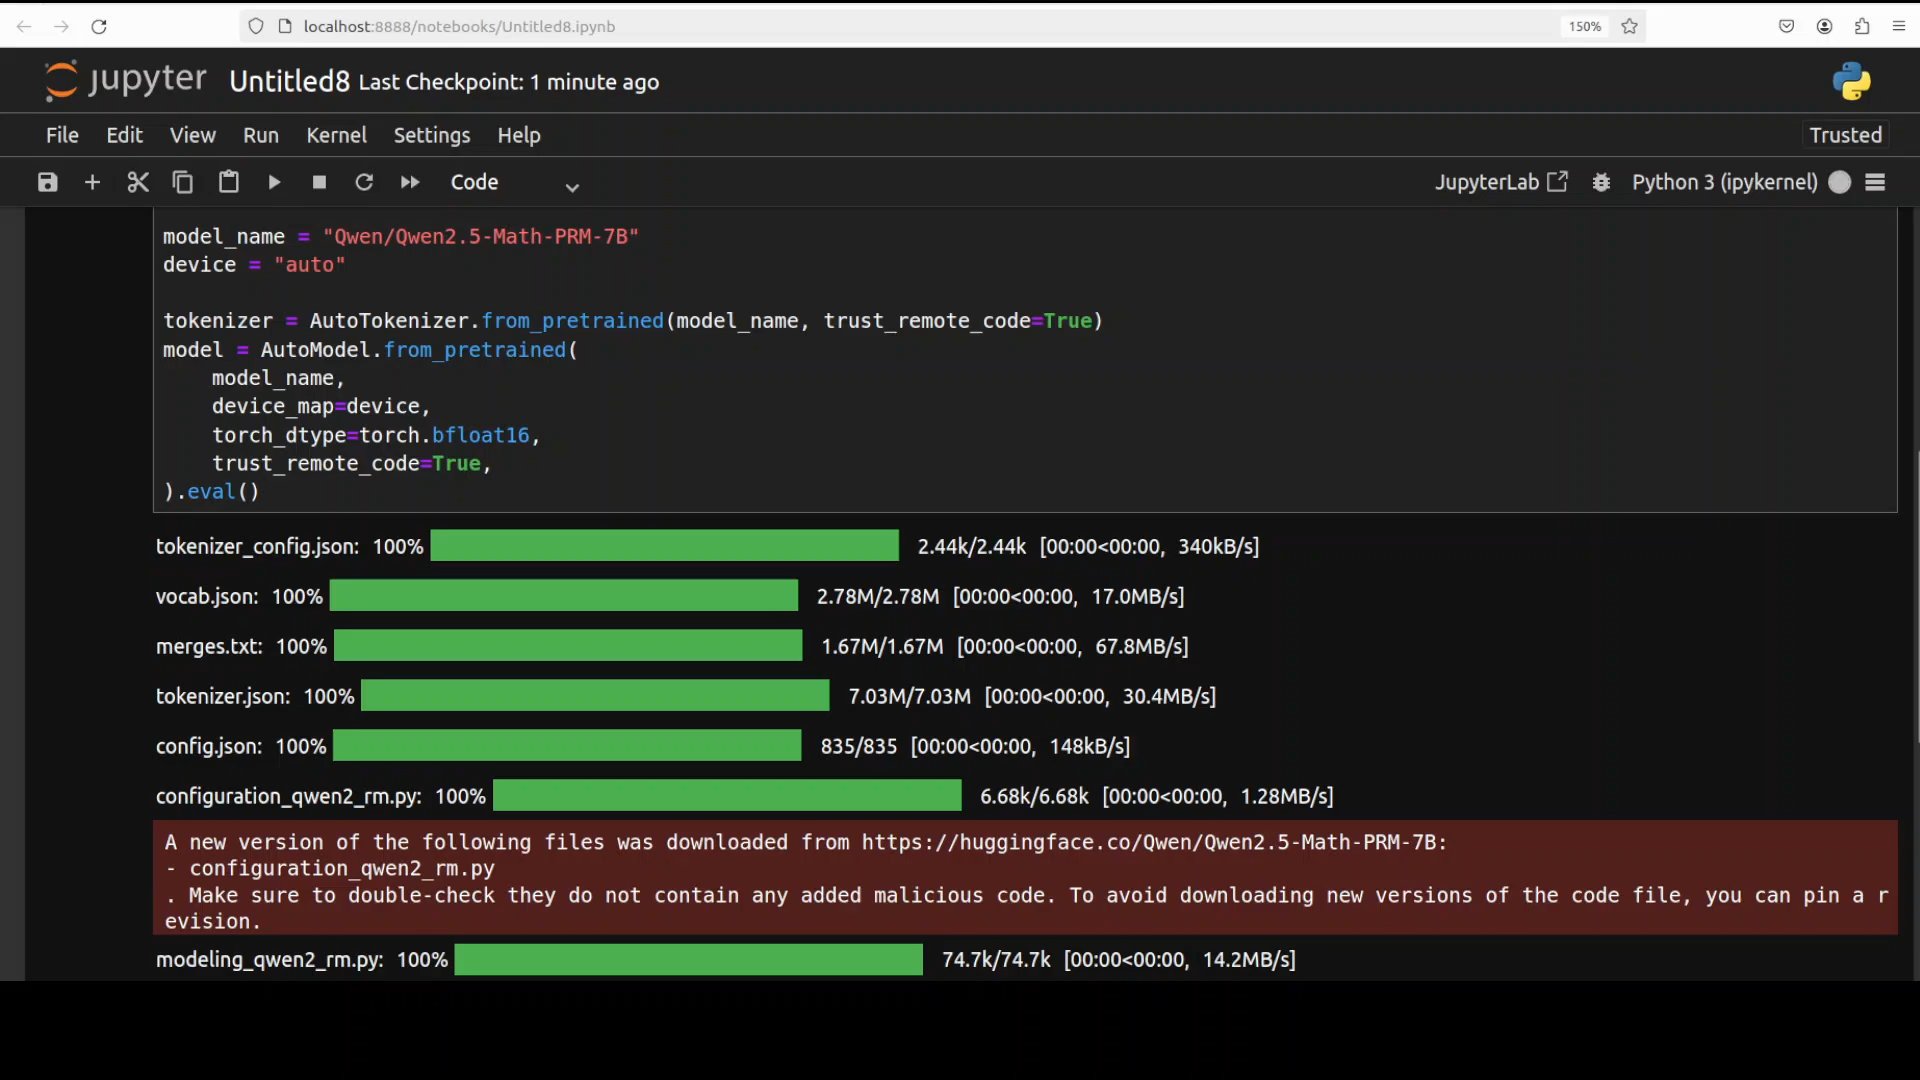 localhost:8888/notebooks/Untitled8.ipynb
150%
jupyter Untitled8 Last Checkpoint: 1 minute ago
File Edit View Run Kernel Settings Help
Trusted
Code
JupyterLab
Python 3 (ipykernel)
model_name = "Qwen/Qwen2.5-Math-PRM-7B"
device = "auto"
tokenizer = AutoTokenizer.from_pretrained(model_name, trust_remote_code=True)
model = AutoModel.from_pretrained(
    model_name,
    device_map=device,
    torch_dtype=torch.bfloat16,
    trust_remote_code=True,
).eval()
tokenizer_config.json: 100% 2.44k/2.44k [00:00<00:00, 340kB/s]
vocab.json: 100% 2.78M/2.78M [00:00<00:00, 17.0MB/s]
merges.txt: 100% 1.67M/1.67M [00:00<00:00, 67.8MB/s]
tokenizer.json: 100% 7.03M/7.03M [00:00<00:00, 30.4MB/s]
config.json: 100% 835/835 [00:00<00:00, 148kB/s]
configuration_qwen2_rm.py: 100% 6.68k/6.68k [00:00<00:00, 1.28MB/s]
A new version of the following files was downloaded from https://huggingface.co/Qwen/Qwen2.5-Math-PRM-7B:
- configuration_qwen2_rm.py
. Make sure to double-check they do not contain any added malicious code. To avoid downloading new versions of the code file, you can pin a r
evision.
modeling_qwen2_rm.py: 100% 74.7k/74.7k [00:00<00:00, 14.2MB/s]